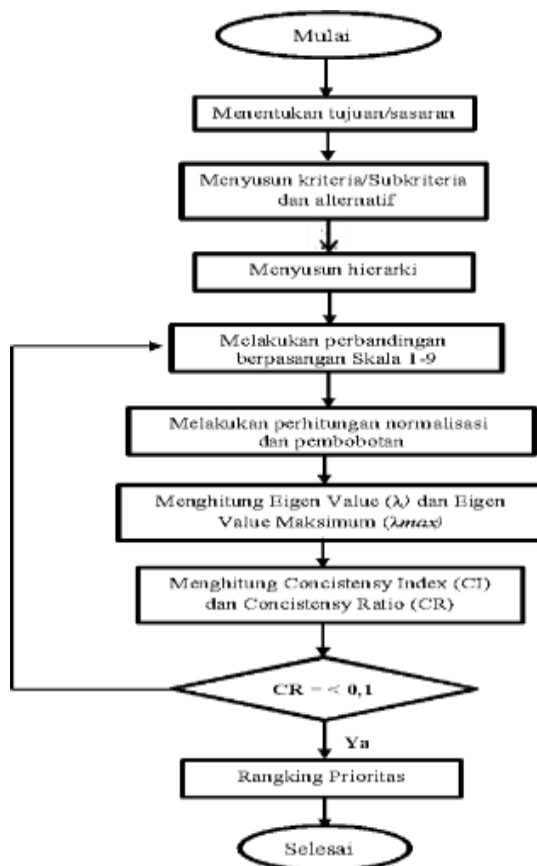 Mulai
Menentukan tujuan/sasaran
Menyusun kriteria/Subkriteria
dan alternatif
Menyusun hierarki
Melakukan perbandingan
berpasangan Skala 1-9
Melakukan perhitungan normalisasi
dan pembobotan
Menghitung Eigen Value (λ) dan Eigen
Value Maksimum (λmax)
Menghitung Concistensy Index (CI)
dan Concistensy Ratio (CR)
CR = < 0,1
Ya
Rangking Prioritas
Selesai